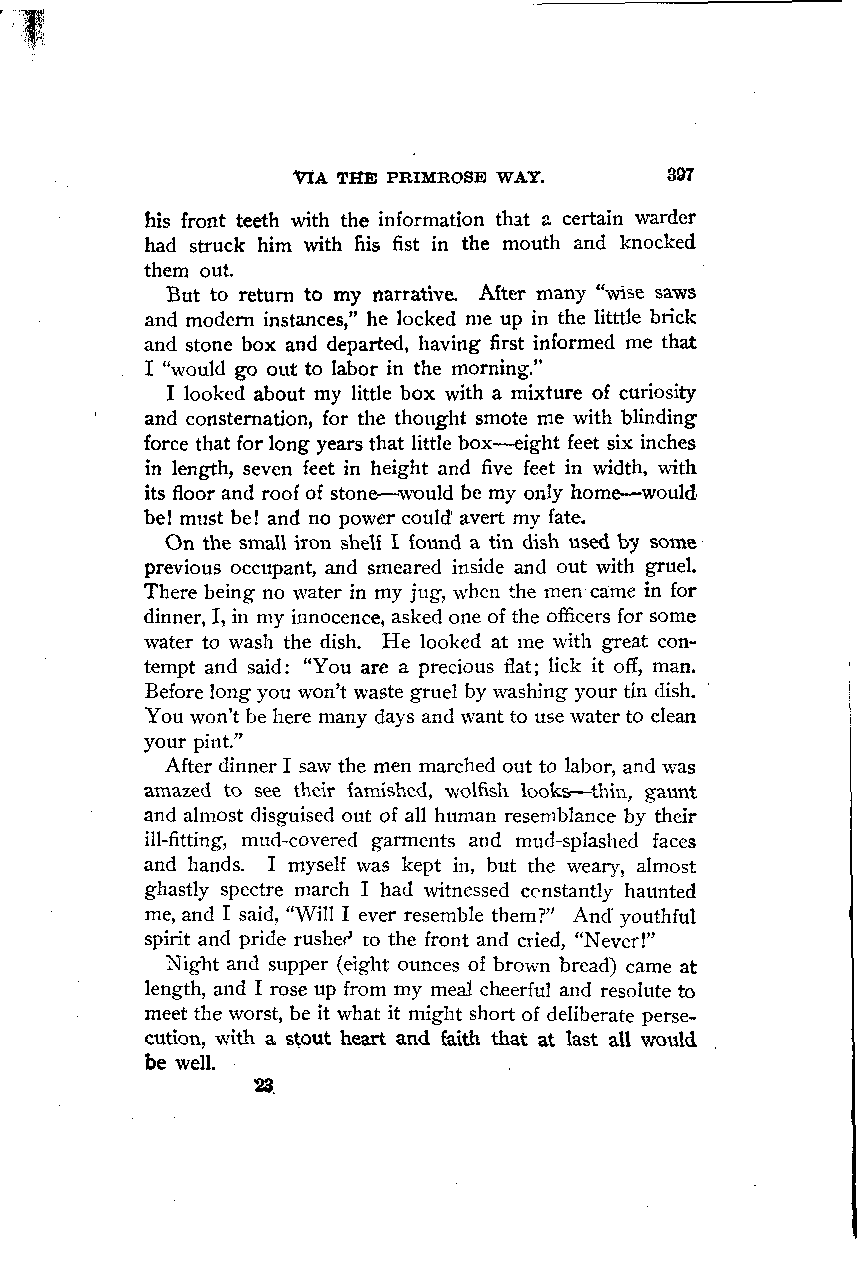 VIA THE PRIMROSE WAY. 397
his front teeth with the information that a certain warder
had struck him with his fist in the mouth and knocked
them out.
But to return to my narrative. After many “wise saws
and modern instances,” he locked me up in the litttle brick
and stone box and departed, having first informed me that
I “would go out to labor in the morning.”
I looked about my little box with a mixture of curiosity
and consternation, for the thought smote me with blinding
force that for long years that little box—eight feet six inches
in length, seven feet in height and five feet in width, with
its floor and roof of stone—would be my only home—would
be! must be! and no power could avert my fate.
On the small iron shelf I found a tin dish used by some
previous occupant, and smeared inside and out with gruel.
There being no water in my jug, when the men came in for
dinner, I, in my innocence, asked one of the officers for some
water to wash the dish. He looked at me with great con-
tempt and said: “You are a precious flat; lick it off, man.
Before long you won’t waste gruel by washing your tin dish.
You won’t be here many days and want to use water to clean
your pint.”
After dinner I saw the men marched out to labor, and was
amazed to see their famished, wolfish looks—thin, gaunt
and almost disguised out of all human resemblance by their
ill-fitting, mud-covered garments and mud-splashed faces
and hands. I myself was kept in, but the weary, almost
ghastly spectre march I had witnessed constantly haunted
me, and I said, “Will I ever resemble them?” And youthful
spirit and pride rushed to the front and cried, “Never!”
Night and supper (eight ounces of brown bread) came at
length, and I rose up from my meal cheerful and resolute to
meet the worst, be it what it might short of deliberate perse-
cution, with a stout heart and faith that at last all would
be well.
23